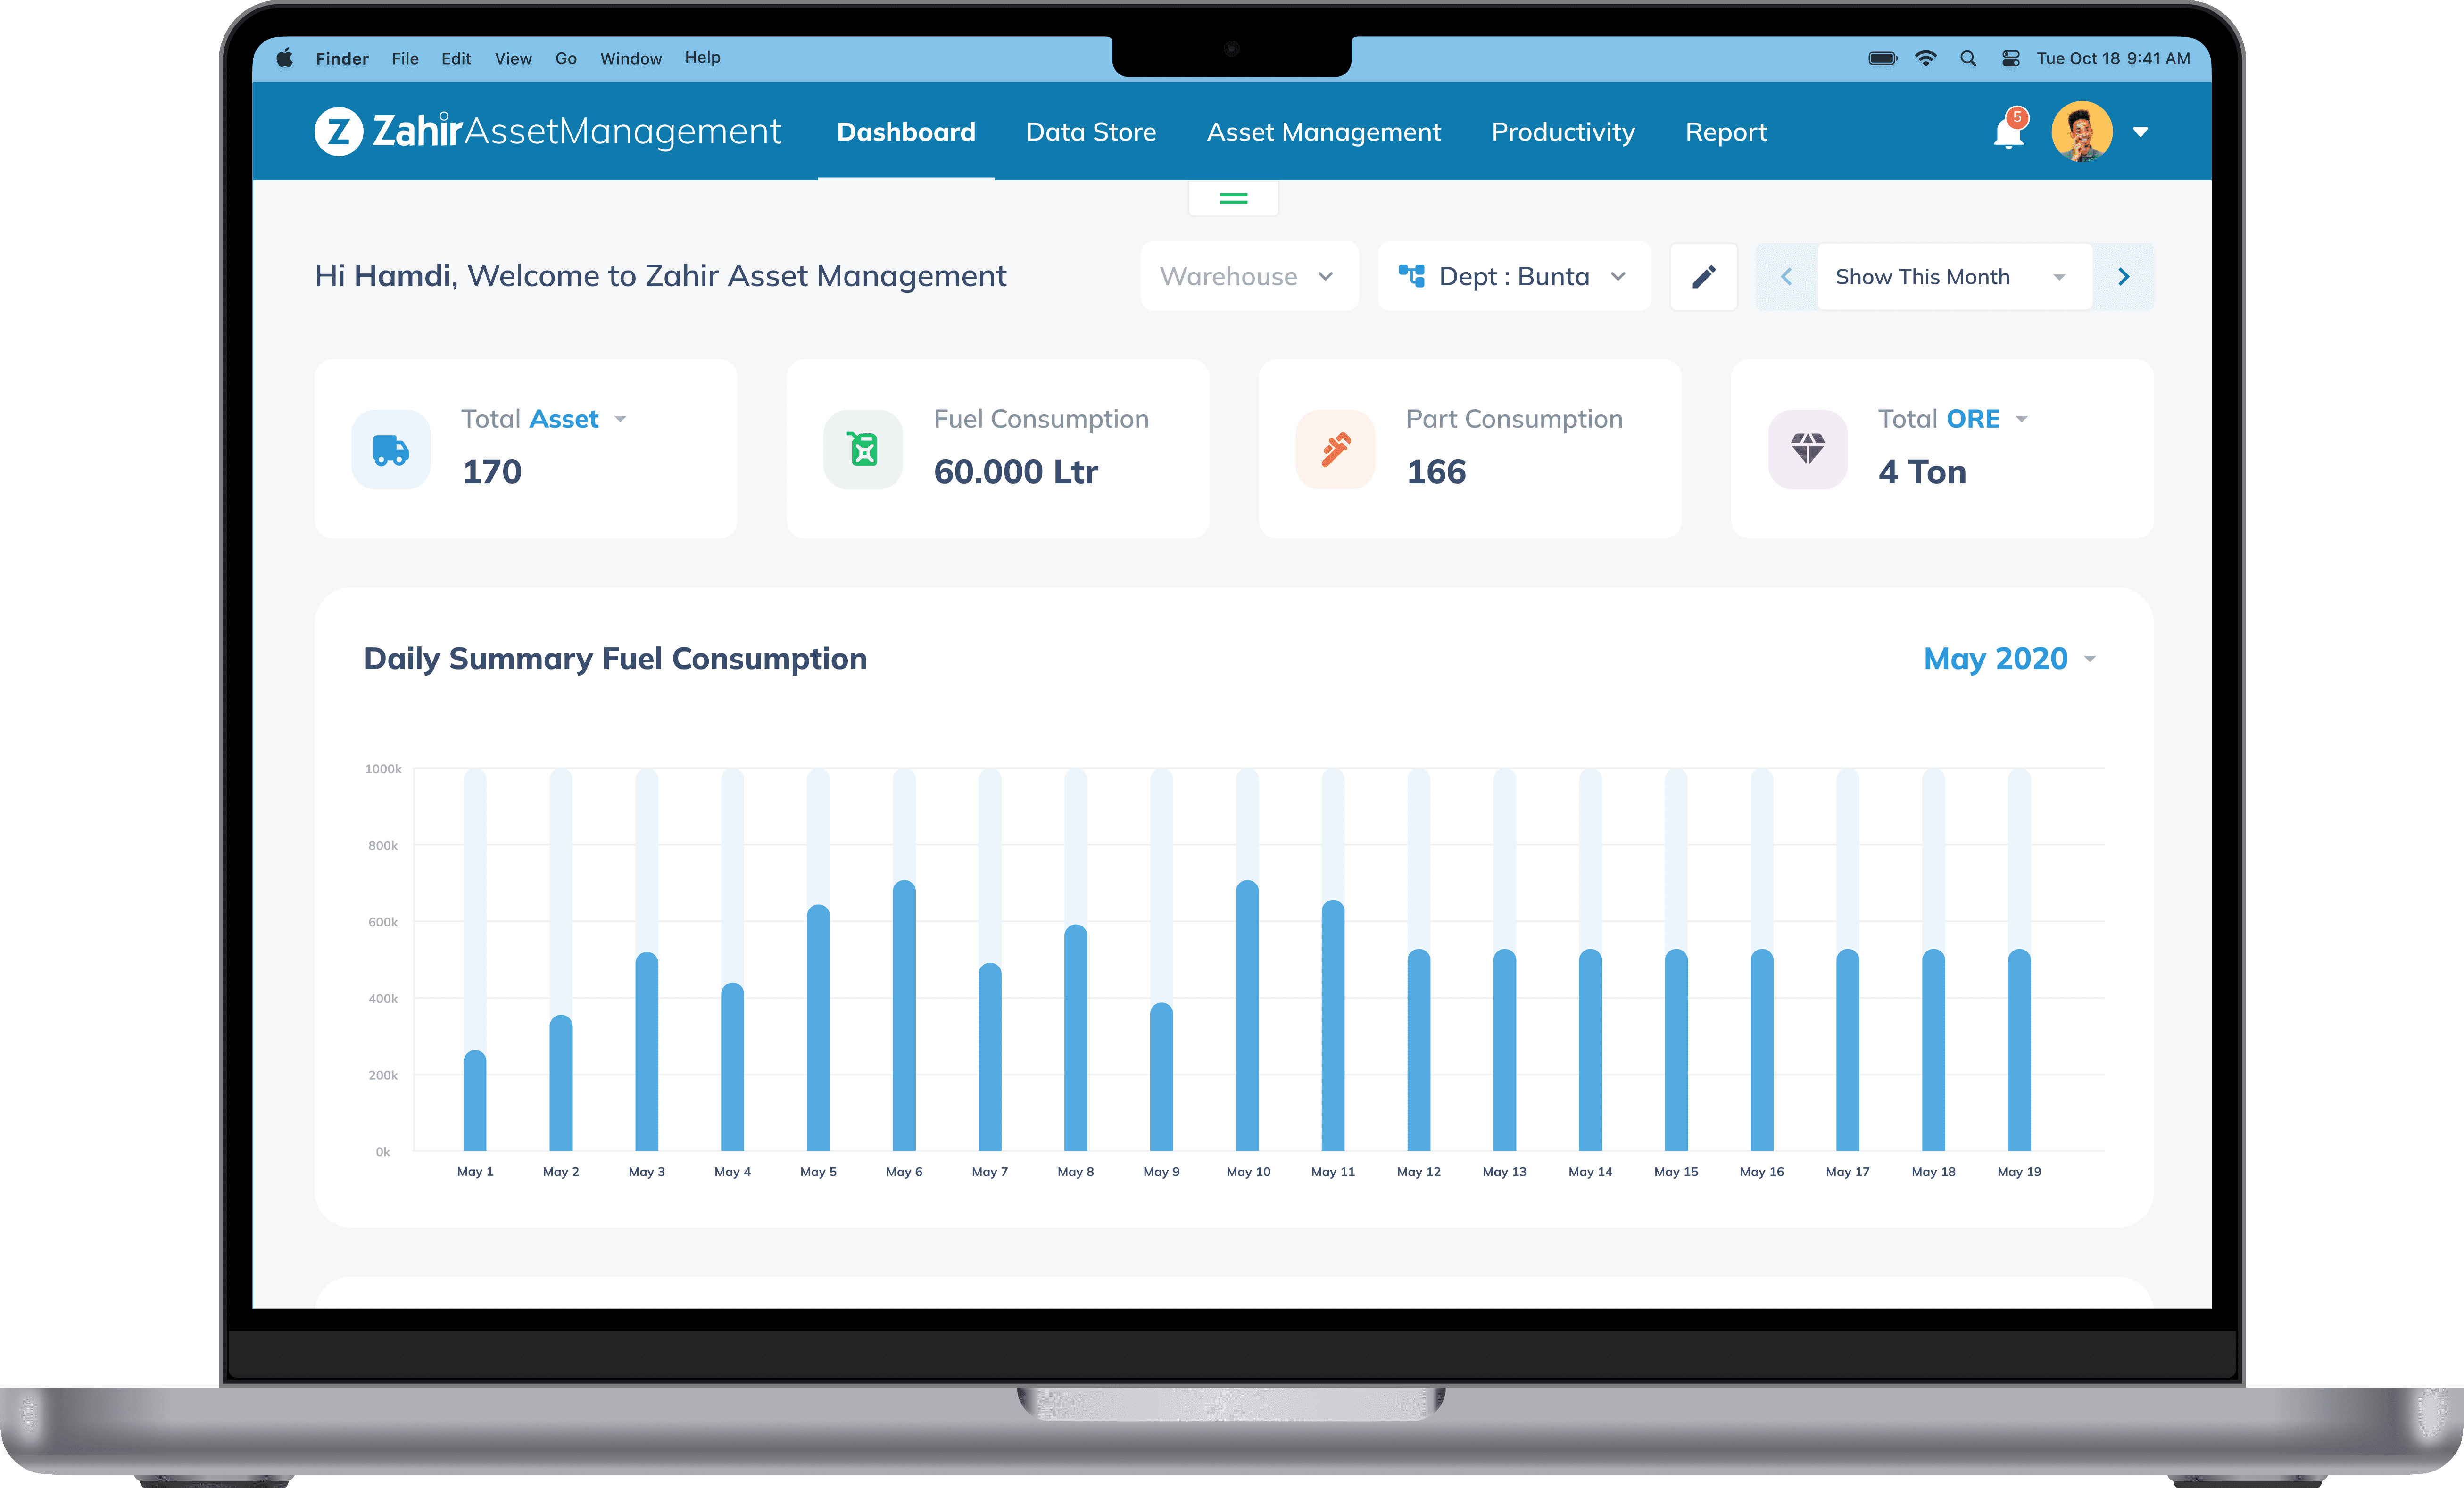 Finder File Edit View Go Window Help Tue Oct 18 9:41 AM
Z ZahirAssetManagement Dashboard Data Store Asset Management Productivity Report 5
Hi Hamdi, Welcome to Zahir Asset Management Warehouse Dept : Bunta Show This Month
Total Asset Fuel Consumption Part Consumption Total ORE
170 60.000 Ltr 166 4 Ton
Daily Summary Fuel Consumption May 2020
1000k
800k
600k
400k
200k
0k
May 1 May 2 May 3 May 4 May 5 May 6 May 7 May 8 May 9 May 10 May 11 May 12 May 13 May 14 May 15 May 16 May 17 May 18 May 19